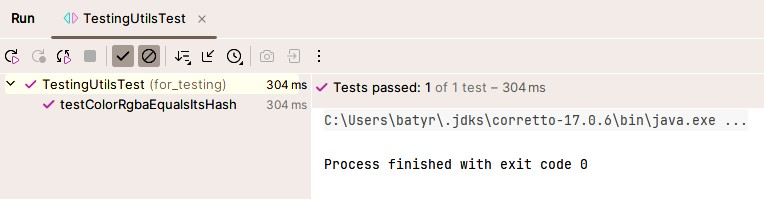 Run TestingUtilsTest ×
TestingUtilsTest (for_testing) 304 ms
testColorRgbaEqualsItsHash 304 ms
Tests passed: 1 of 1 test – 304 ms
C:\Users\batyr\.jdks\corretto-17.0.6\bin\java.exe ...
Process finished with exit code 0